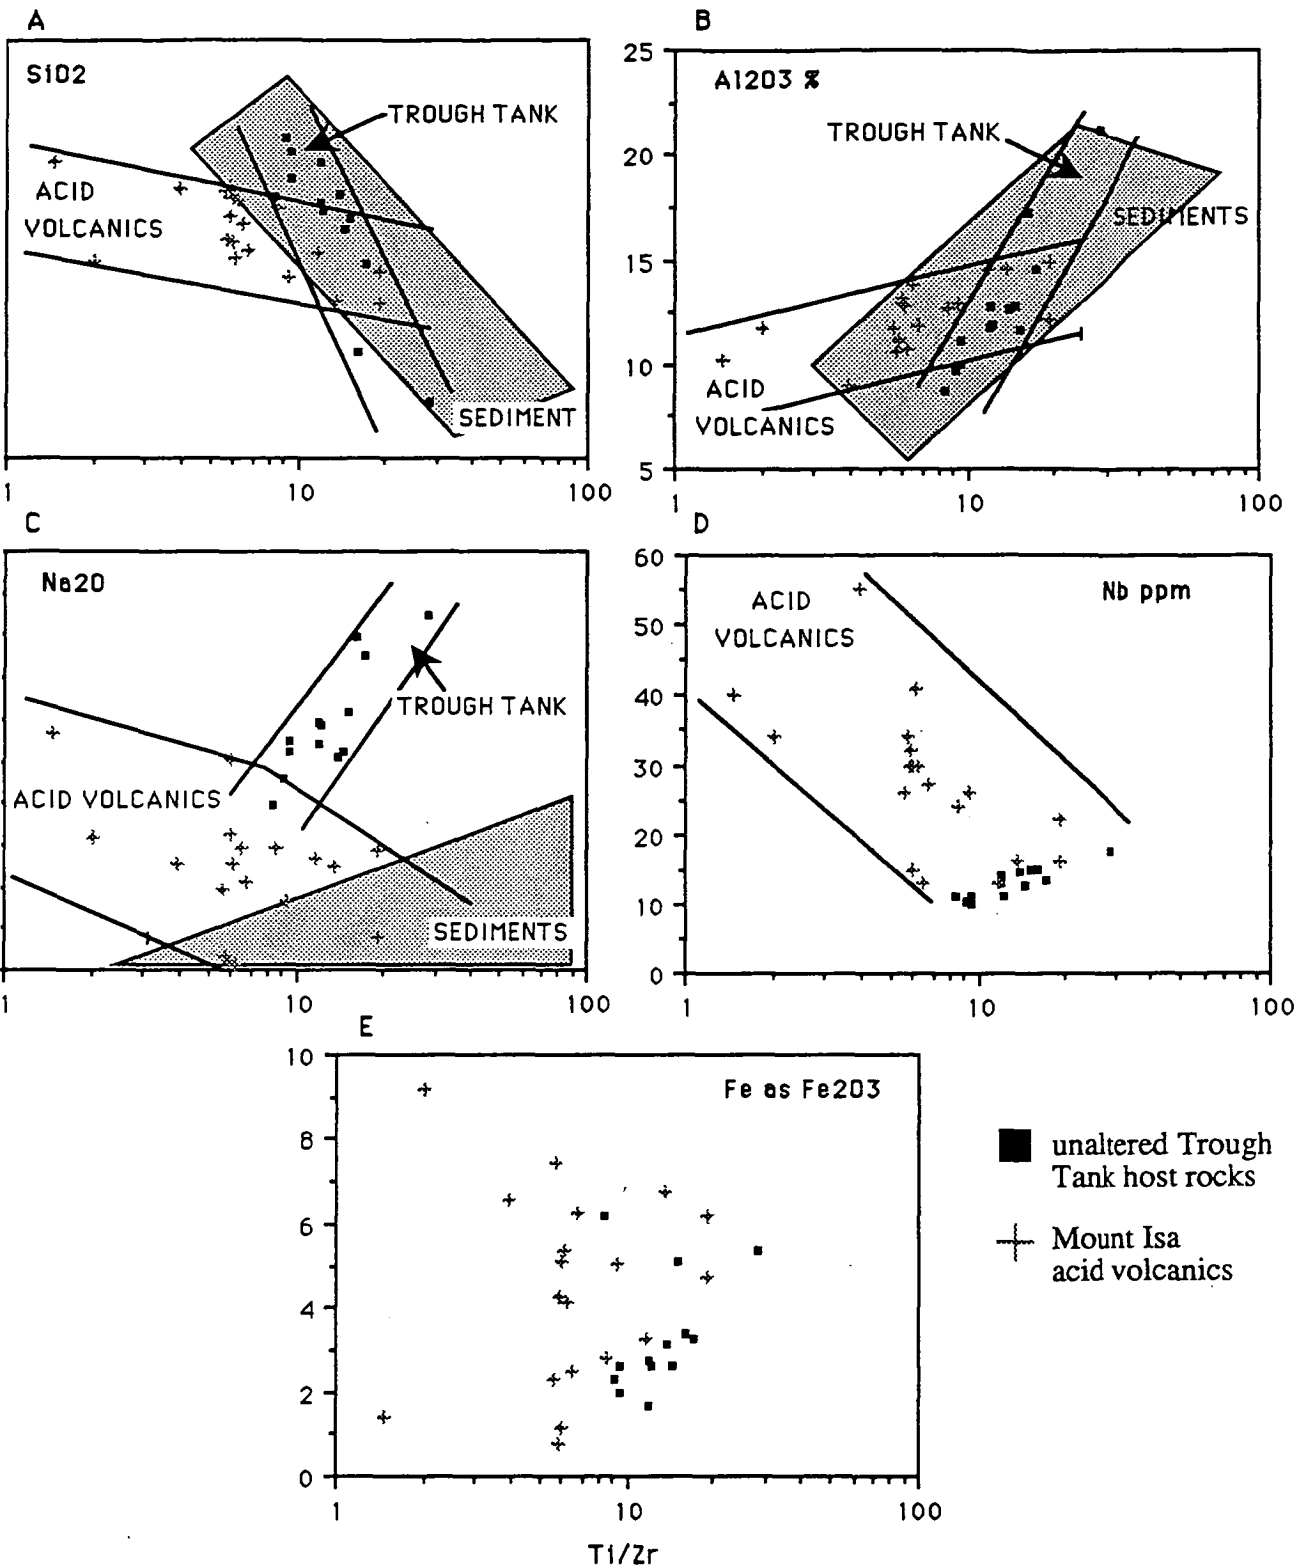 A
SiO2
TROUGH TANK
ACID
VOLCANICS
SEDIMENT
1
10
100
B
25
Al2O3 %
TROUGH TANK
20
SEDIMENTS
15
10
ACID
VOLCANICS
5
1
10
100
C
Na2O
TROUGH TANK
ACID VOLCANICS
SEDIMENTS
1
10
100
D
60
Nb ppm
ACID
VOLCANICS
50
40
30
20
10
0
1
10
100
E
10
Fe as Fe2O3
8
6
4
2
0
1
10
100
Ti/Zr
unaltered Trough
Tank host rocks
Mount Isa
acid volcanics